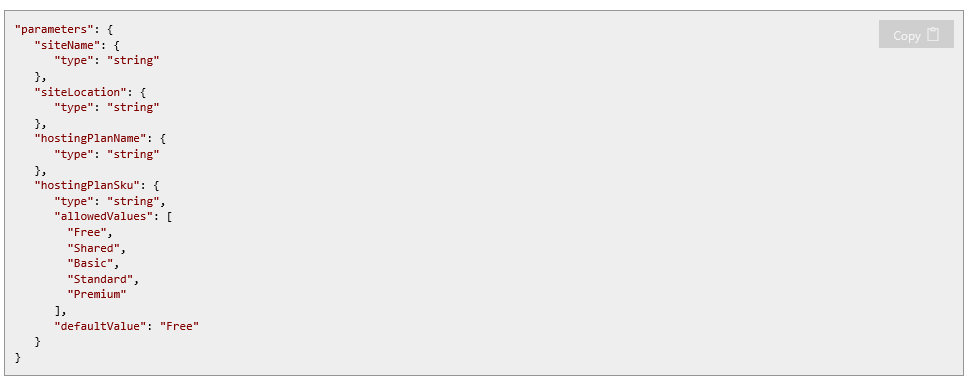 "parameters": {
Copy
"siteName": {
"type": "string"
},
"siteLocation": {
"type": "string"
},
"hostingPlanName": {
"type": "string"
},
"hostingPlanSku": {
"type": "string",
"allowedValues": [
"Free",
"Shared",
"Basic",
"Standard",
"Premium"
],
"defaultValue": "Free"
}
}